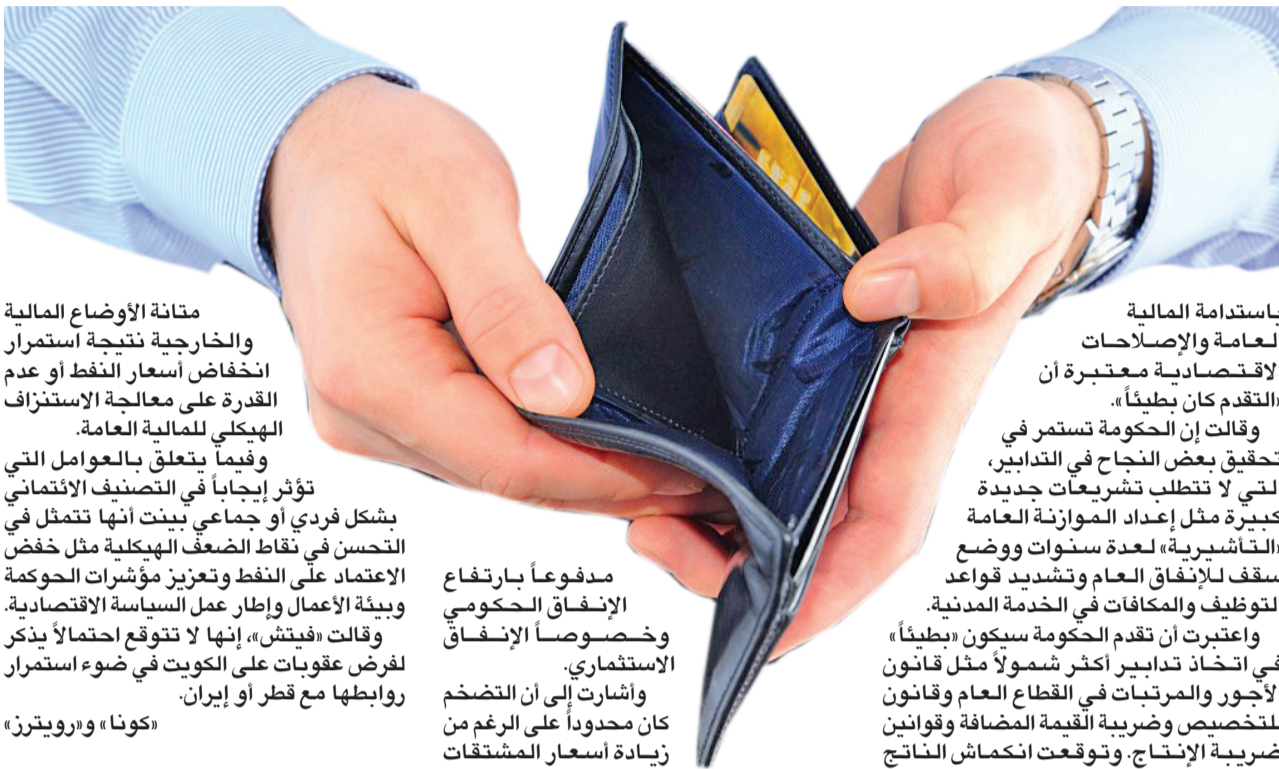 باستدامة المالية
العامة والإصلاحات
الاقتصادية معتبرة أن
«التقدم كان بطيئاً».
وقالت إن الحكومة تستمر في
تحقيق بعض النجاح في التدابير،
التي لا تتطلب تشريعات جديدة
كبيرة مثل إعداد الموازنة العامة
«التأشيرية» لعدة سنوات ووضع
سقف للإنفاق العام وتشديد قواعد
التوظيف والمكافآت في الخدمة المدنية.
واعتبرت أن تقدم الحكومة سيكون «بطيئاً»
في اتخاذ تدابير أكثر شمولاً مثل قانون
الأجور والمرتبات في القطاع العام وقانون
للتخصيص وضريبة القيمة المضافة وقوانين
ضريبة الإنتاج. وتوقعت انكماش الناتج
مدفوعاً بارتفاع
الإنفاق الحكومي
وخصوصاً الإنفاق
الاستثماري.
وأشارت إلى أن التضخم
كان محدوداً على الرغم من
زيادة أسعار المشتقات
متانة الأوضاع المالية
والخارجية نتيجة استمرار
انخفاض أسعار النفط أو عدم
القدرة على معالجة الاستنزاف
الهيكلي للمالية العامة.
وفيما يتعلق بالعوامل التي
تؤثر إيجاباً في التصنيف الائتماني
بشكل فردي أو جماعي بينت أنها تتمثل في
التحسن في نقاط الضعف الهيكلية مثل خفض
الاعتماد على النفط وتعزيز مؤشرات الحوكمة
وبيئة الأعمال وإطار عمل السياسة الاقتصادية.
وقالت «فيتش»، إنها لا تتوقع احتمالاً يذكر
لفرض عقوبات على الكويت في ضوء استمرار
روابطها مع قطر أو إيران.
«كونا» و«رويترز»